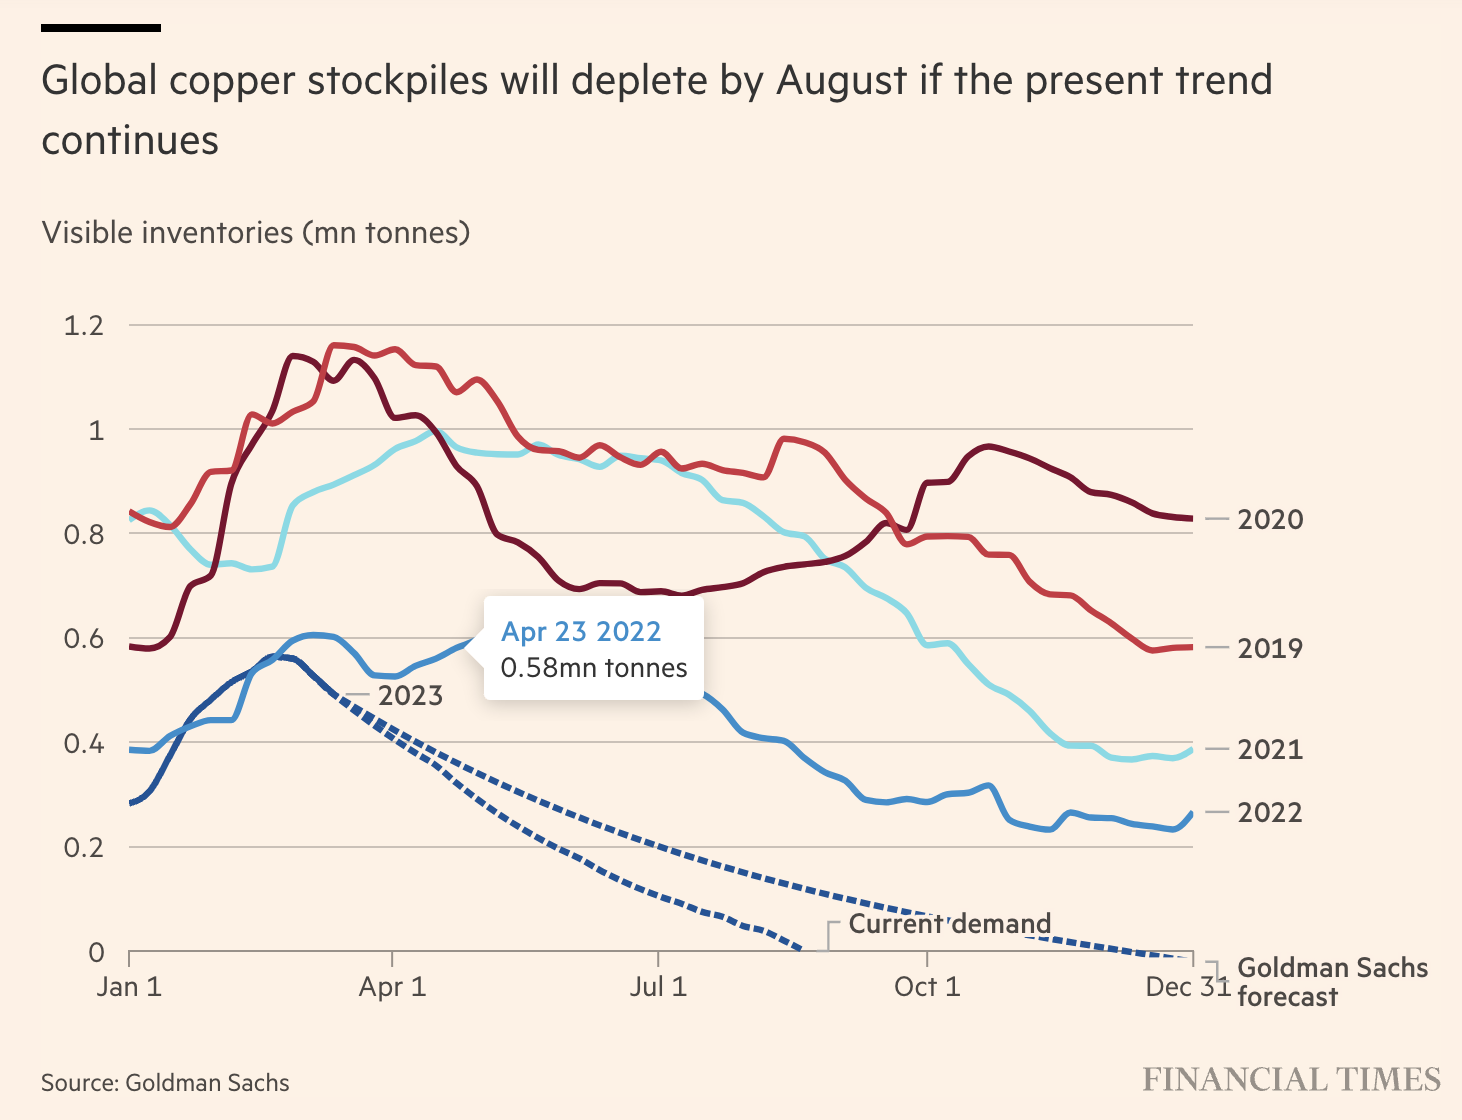 Global copper stockpiles will deplete by August if the present trend
continues
Visible inventories (mn tonnes)
1.2
1
0.8
0.6
0.4
0.2
0
Jan 1
Apr 1
Jul 1
Oct 1
Dec 31
2020
2019
2021
2022
2023
Apr 23 2022
0.58mn tonnes
Current demand
Goldman Sachs
forecast
Source: Goldman Sachs
FINANCIAL TIMES